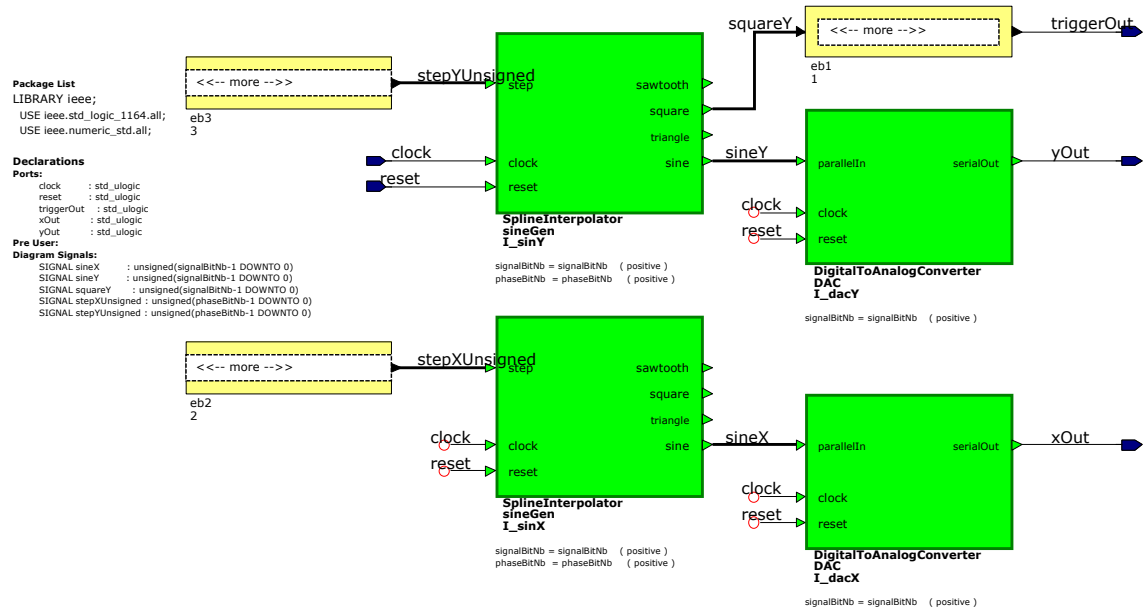 Package List
LIBRARY ieee;
USE ieee.std_logic_1164.all;
USE ieee.numeric_std.all;
Declarations
Ports:
clock : std_ulogic
reset : std_ulogic
triggerOut : std_ulogic
xOut : std_ulogic
yOut : std_ulogic
Pre User:
Diagram Signals:
SIGNAL sineX : unsigned(signalBitNb-1 DOWNTO 0)
SIGNAL sineY : unsigned(signalBitNb-1 DOWNTO 0)
SIGNAL squareY : unsigned(signalBitNb-1 DOWNTO 0)
SIGNAL stepXUnsigned : unsigned(phaseBitNb-1 DOWNTO 0)
SIGNAL stepYUnsigned : unsigned(phaseBitNb-1 DOWNTO 0)
<<-- more -->>
eb3
3
stepYUnsigned
clock
reset
step
sawtooth
square
triangle
clock
sine
reset
SplineInterpolator
sineGen
I_sinY
signalBitNb = signalBitNb ( positive )
phaseBitNb = phaseBitNb ( positive )
squareY
<<-- more -->>
eb1
1
triggerOut
sineY
parallelIn
serialOut
yOut
clock
clock
reset
reset
DigitalToAnalogConverter
DAC
I_dacY
signalBitNb = signalBitNb ( positive )
<<-- more -->>
eb2
2
stepXUnsigned
clock
reset
step
sawtooth
square
triangle
clock
sine
reset
SplineInterpolator
sineGen
I_sinX
signalBitNb = signalBitNb ( positive )
phaseBitNb = phaseBitNb ( positive )
sineX
parallelIn
serialOut
xOut
clock
clock
reset
reset
DigitalToAnalogConverter
DAC
I_dacX
signalBitNb = signalBitNb ( positive )